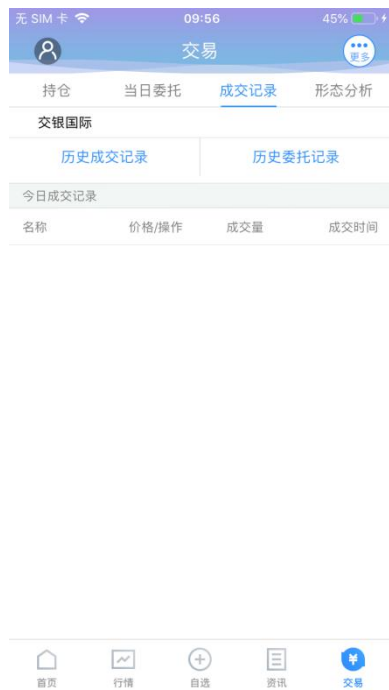 无 SIM 卡 09:56 45%
交易
更多
持仓 当日委托 成交记录 形态分析
交银国际
历史成交记录 历史委托记录
今日成交记录
名称 价格/操作 成交量 成交时间
首页 行情 自选 资讯 交易